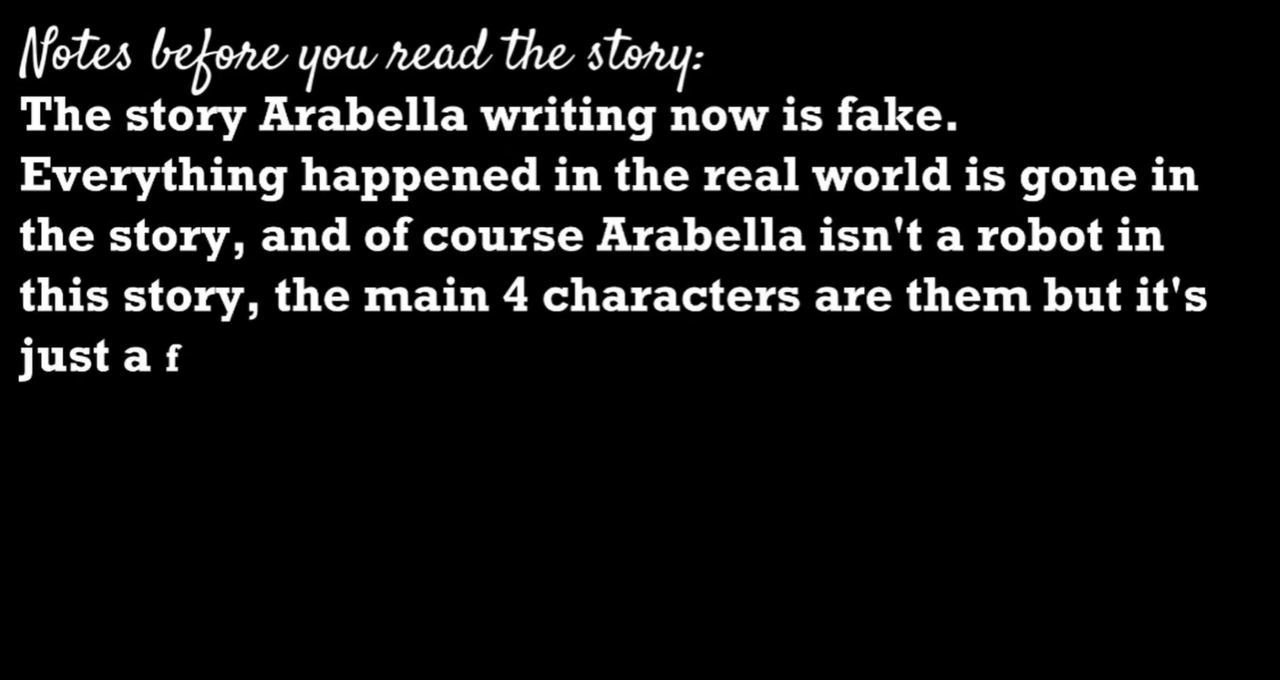 Notes before you read the story:
The story Arabella writing now is fake.
Everything happened in the real world is gone in
the story, and of course Arabella isn't a robot in
this story, the main 4 characters are them but it's
just a f